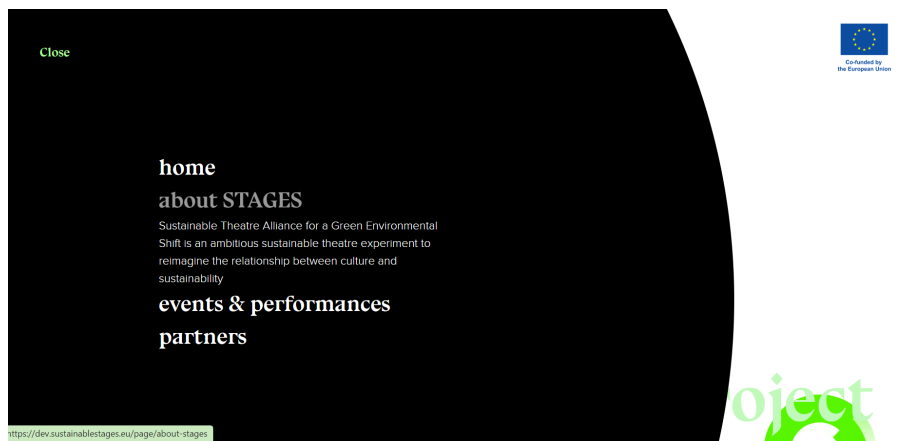 Close
Co-funded by
the European Union
home
about STAGES
Sustainable Theatre Alliance for a Green Environmental
Shift is an ambitious sustainable theatre experiment to
reimagine the relationship between culture and
sustainability
events & performances
partners
oject
https://dev.sustainablestages.eu/page/about-stages